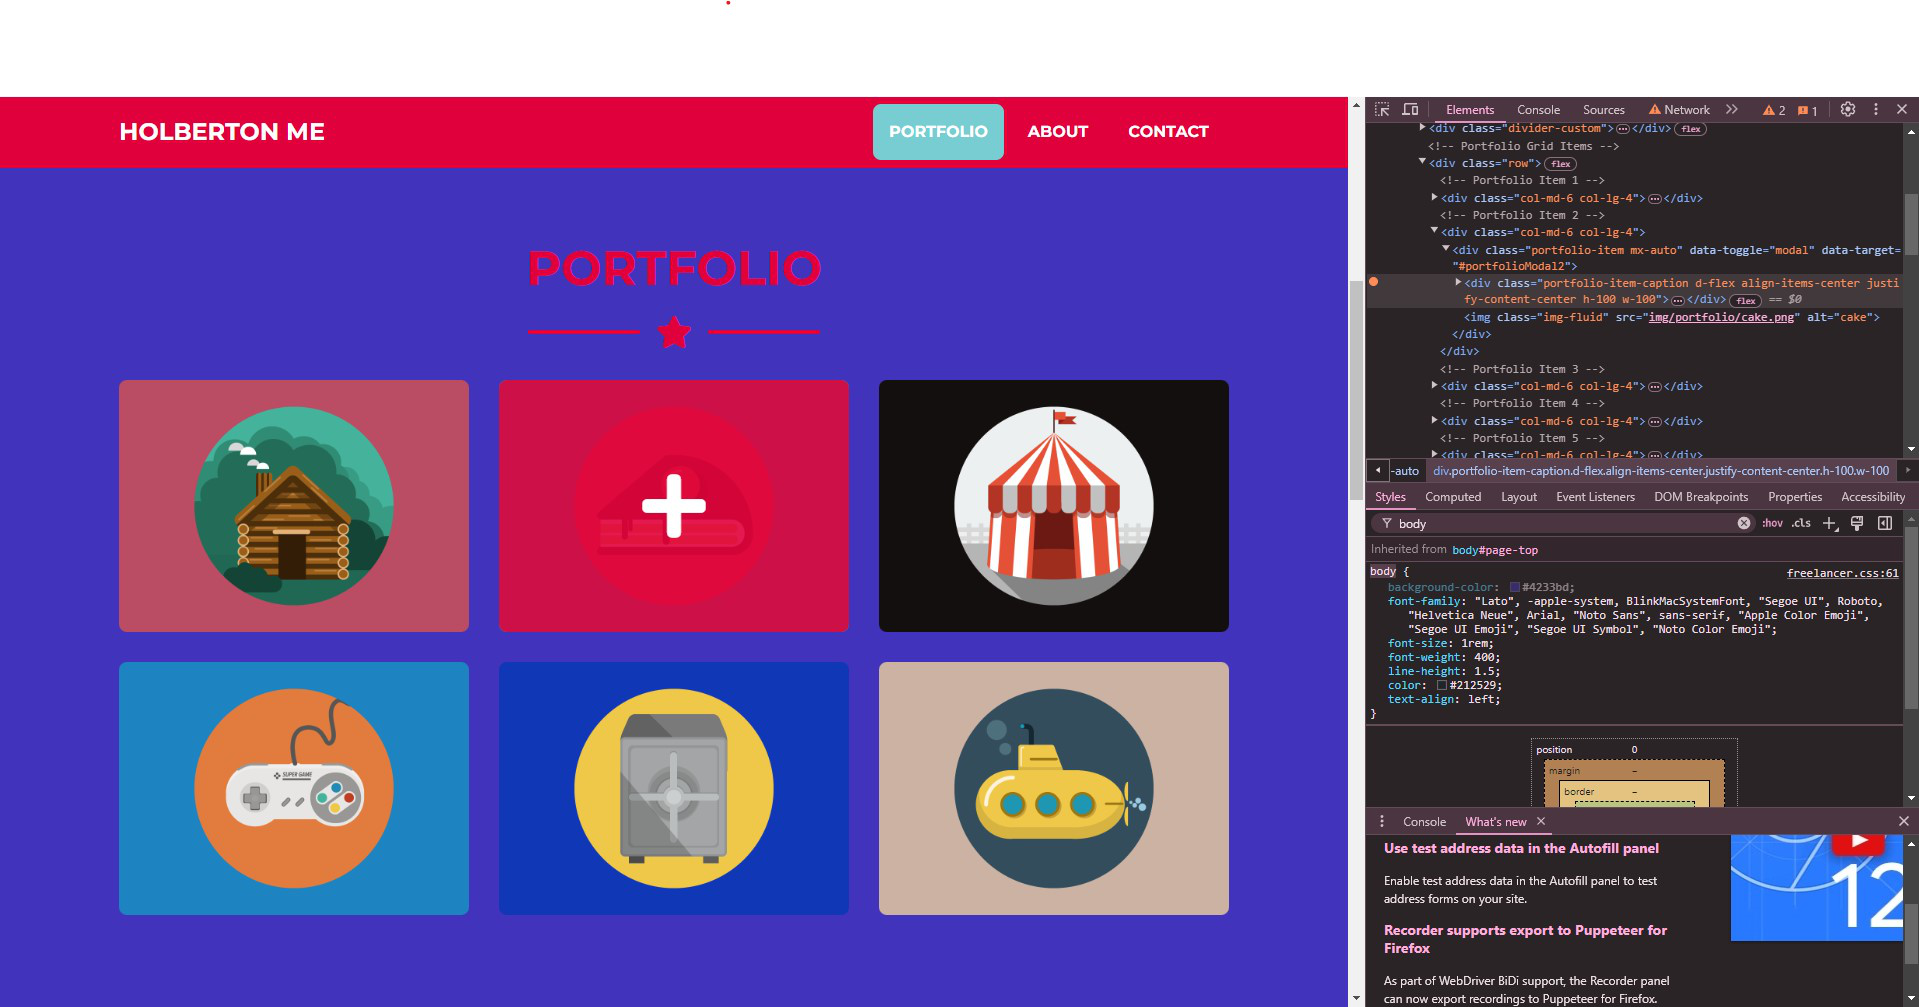 HOLBERTON ME
PORTFOLIO
ABOUT
CONTACT
PORTFOLIO
SUPER GAME
Elements
Console
Sources
Network
2
1
<div class="divider-custom"> </div> flex
<!-- Portfolio Grid Items -->
<div class="row"> flex
<!-- Portfolio Item 1 -->
<div class="col-md-6 col-lg-4"> </div>
<!-- Portfolio Item 2 -->
<div class="col-md-6 col-lg-4">
<div class="portfolio-item mx-auto" data-toggle="modal" data-target=
"#portfolioModal2">
<div class="portfolio-item-caption d-flex align-items-center justi
fy-content-center h-100 w-100"> </div> flex == $0
<img class="img-fluid" src="img/portfolio/cake.png" alt="cake">
</div>
</div>
<!-- Portfolio Item 3 -->
<div class="col-md-6 col-lg-4"> </div>
<!-- Portfolio Item 4 -->
<div class="col-md-6 col-lg-4"> </div>
<!-- Portfolio Item 5 -->
<div class="col-md-6 col-lg-4"> </div>
-auto div.portfolio-item-caption.d-flex.align-items-center.justify-content-center.h-100.w-100
Styles Computed Layout Event Listeners DOM Breakpoints Properties Accessibility
body :hov .cls
Inherited from body#page-top
body { freelancer.css:61
background-color: #4233bd;
font-family: "Lato", -apple-system, BlinkMacSystemFont, "Segoe UI", Roboto,
"Helvetica Neue", Arial, "Noto Sans", sans-serif, "Apple Color Emoji",
"Segoe UI Emoji", "Segoe UI Symbol", "Noto Color Emoji";
font-size: 1rem;
font-weight: 400;
line-height: 1.5;
color: #212529;
text-align: left;
}
position 0
margin –
border –
Console What's new
Use test address data in the Autofill panel
Enable test address data in the Autofill panel to test
address forms on your site.
12
Recorder supports export to Puppeteer for
Firefox
As part of WebDriver BiDi support, the Recorder panel
can now export recordings to Puppeteer for Firefox.